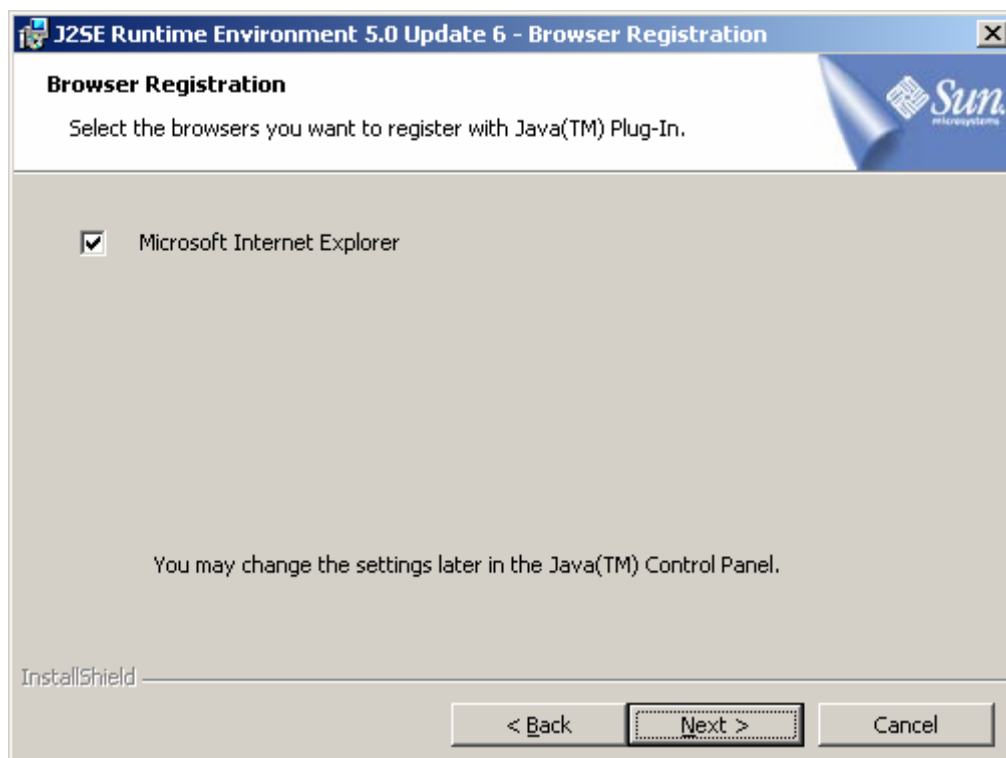 J2SE Runtime Environment 5.0 Update 6 - Browser Registration
Browser Registration
Select the browsers you want to register with Java(TM) Plug-In.
Sun
microsystems
Microsoft Internet Explorer
You may change the settings later in the Java(TM) Control Panel.
InstallShield
< Back Next > Cancel